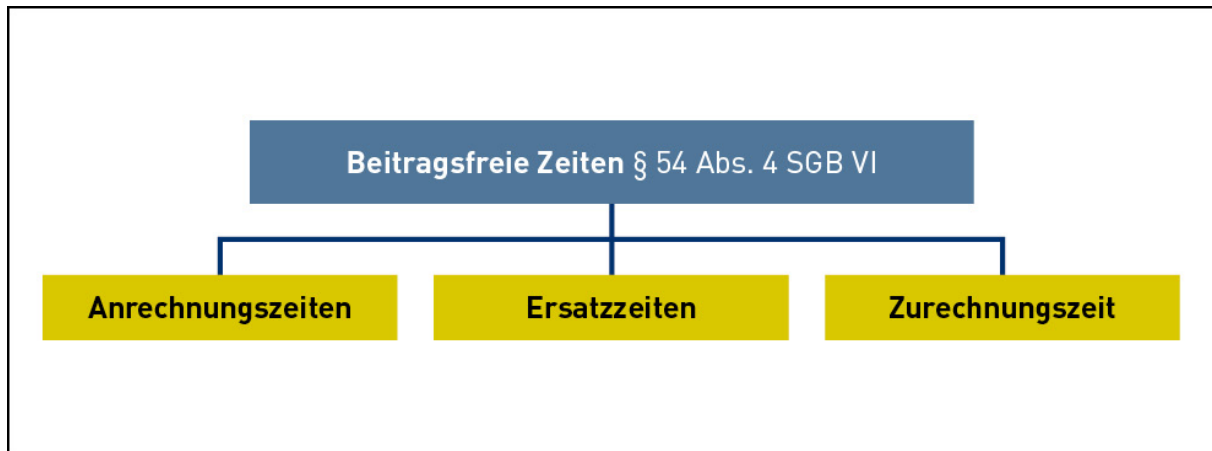 Beitragsfreie Zeiten § 54 Abs. 4 SGB VI
Anrechnungszeiten
Ersatzzeiten
Zurechnungszeit